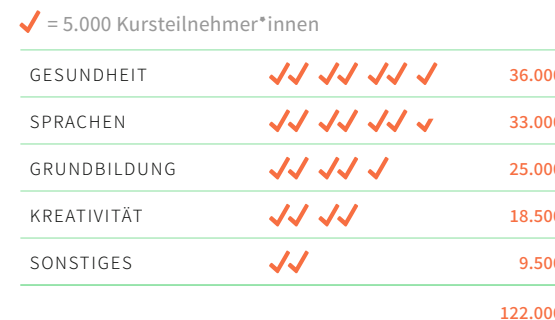 = 5.000 Kursteilnehmer*innen
GESUNDHEIT 36.000
SPRACHEN 33.000
GRUNDBILDUNG 25.000
KREATIVITÄT 18.500
SONSTIGES 9.500
122.000